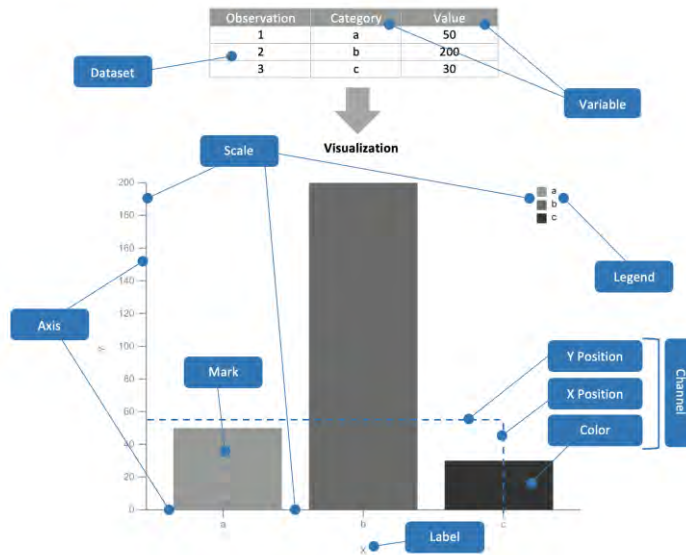 Observation Category Value
1 a 50
2 b 200
3 c 30
Dataset
Variable
Visualization
Scale
200
180
160
140
120
100
80
60
40
20
0
a
b
c
Legend
Axis
Y
Mark
Y Position
X Position
Color
Channel
a b c
X
Label